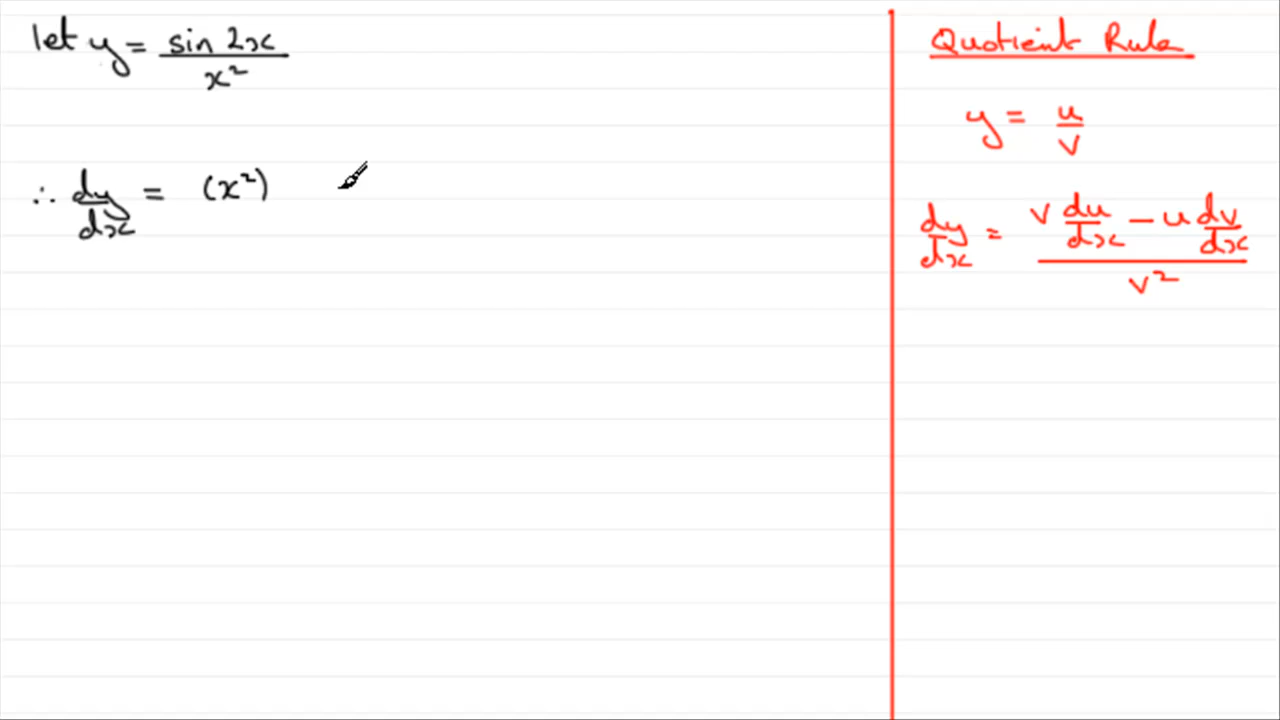 let y = sin 2x / x²
∴ dy/dx = (x²)
Quotient Rule
y = u/v
dy/dx = (v du/dx − u dv/dx) / v²